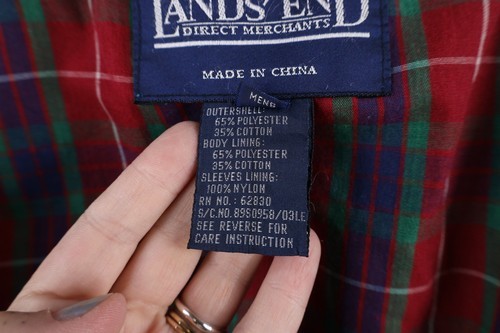 LANDS' END
DIRECT MERCHANTS
MADE IN CHINA
MENS
OUTERSHELL:
65% POLYESTER
35% COTTON
BODY LINING:
65% POLYESTER
35% COTTON
SLEEVES LINING:
100% NYLON
RN NO.: 62830
S/C NO. 8960958/03LE
SEE REVERSE FOR
CARE INSTRUCTION